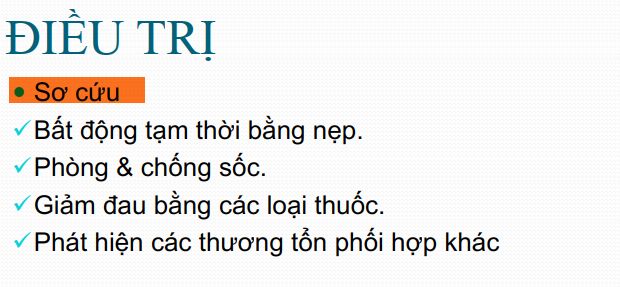 ĐIỀU TRỊ
• Sơ cứu
✓Bất động tạm thời bằng nẹp.
✓Phòng & chống sốc.
✓Giảm đau bằng các loại thuốc.
✓Phát hiện các thương tổn phối hợp khác